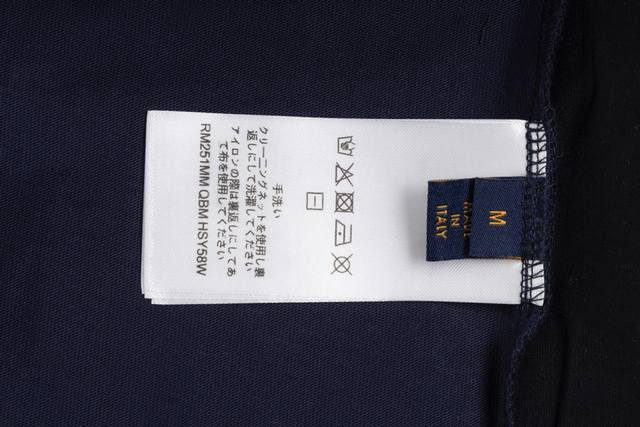 M
MADE
IN
ITALY
手洗い
クリーニングネットを使用し裏
返しにして洗濯してください
アイロンの際は裏返しにしてあ
て布を使用してください
RM251MM QBM HSY58W